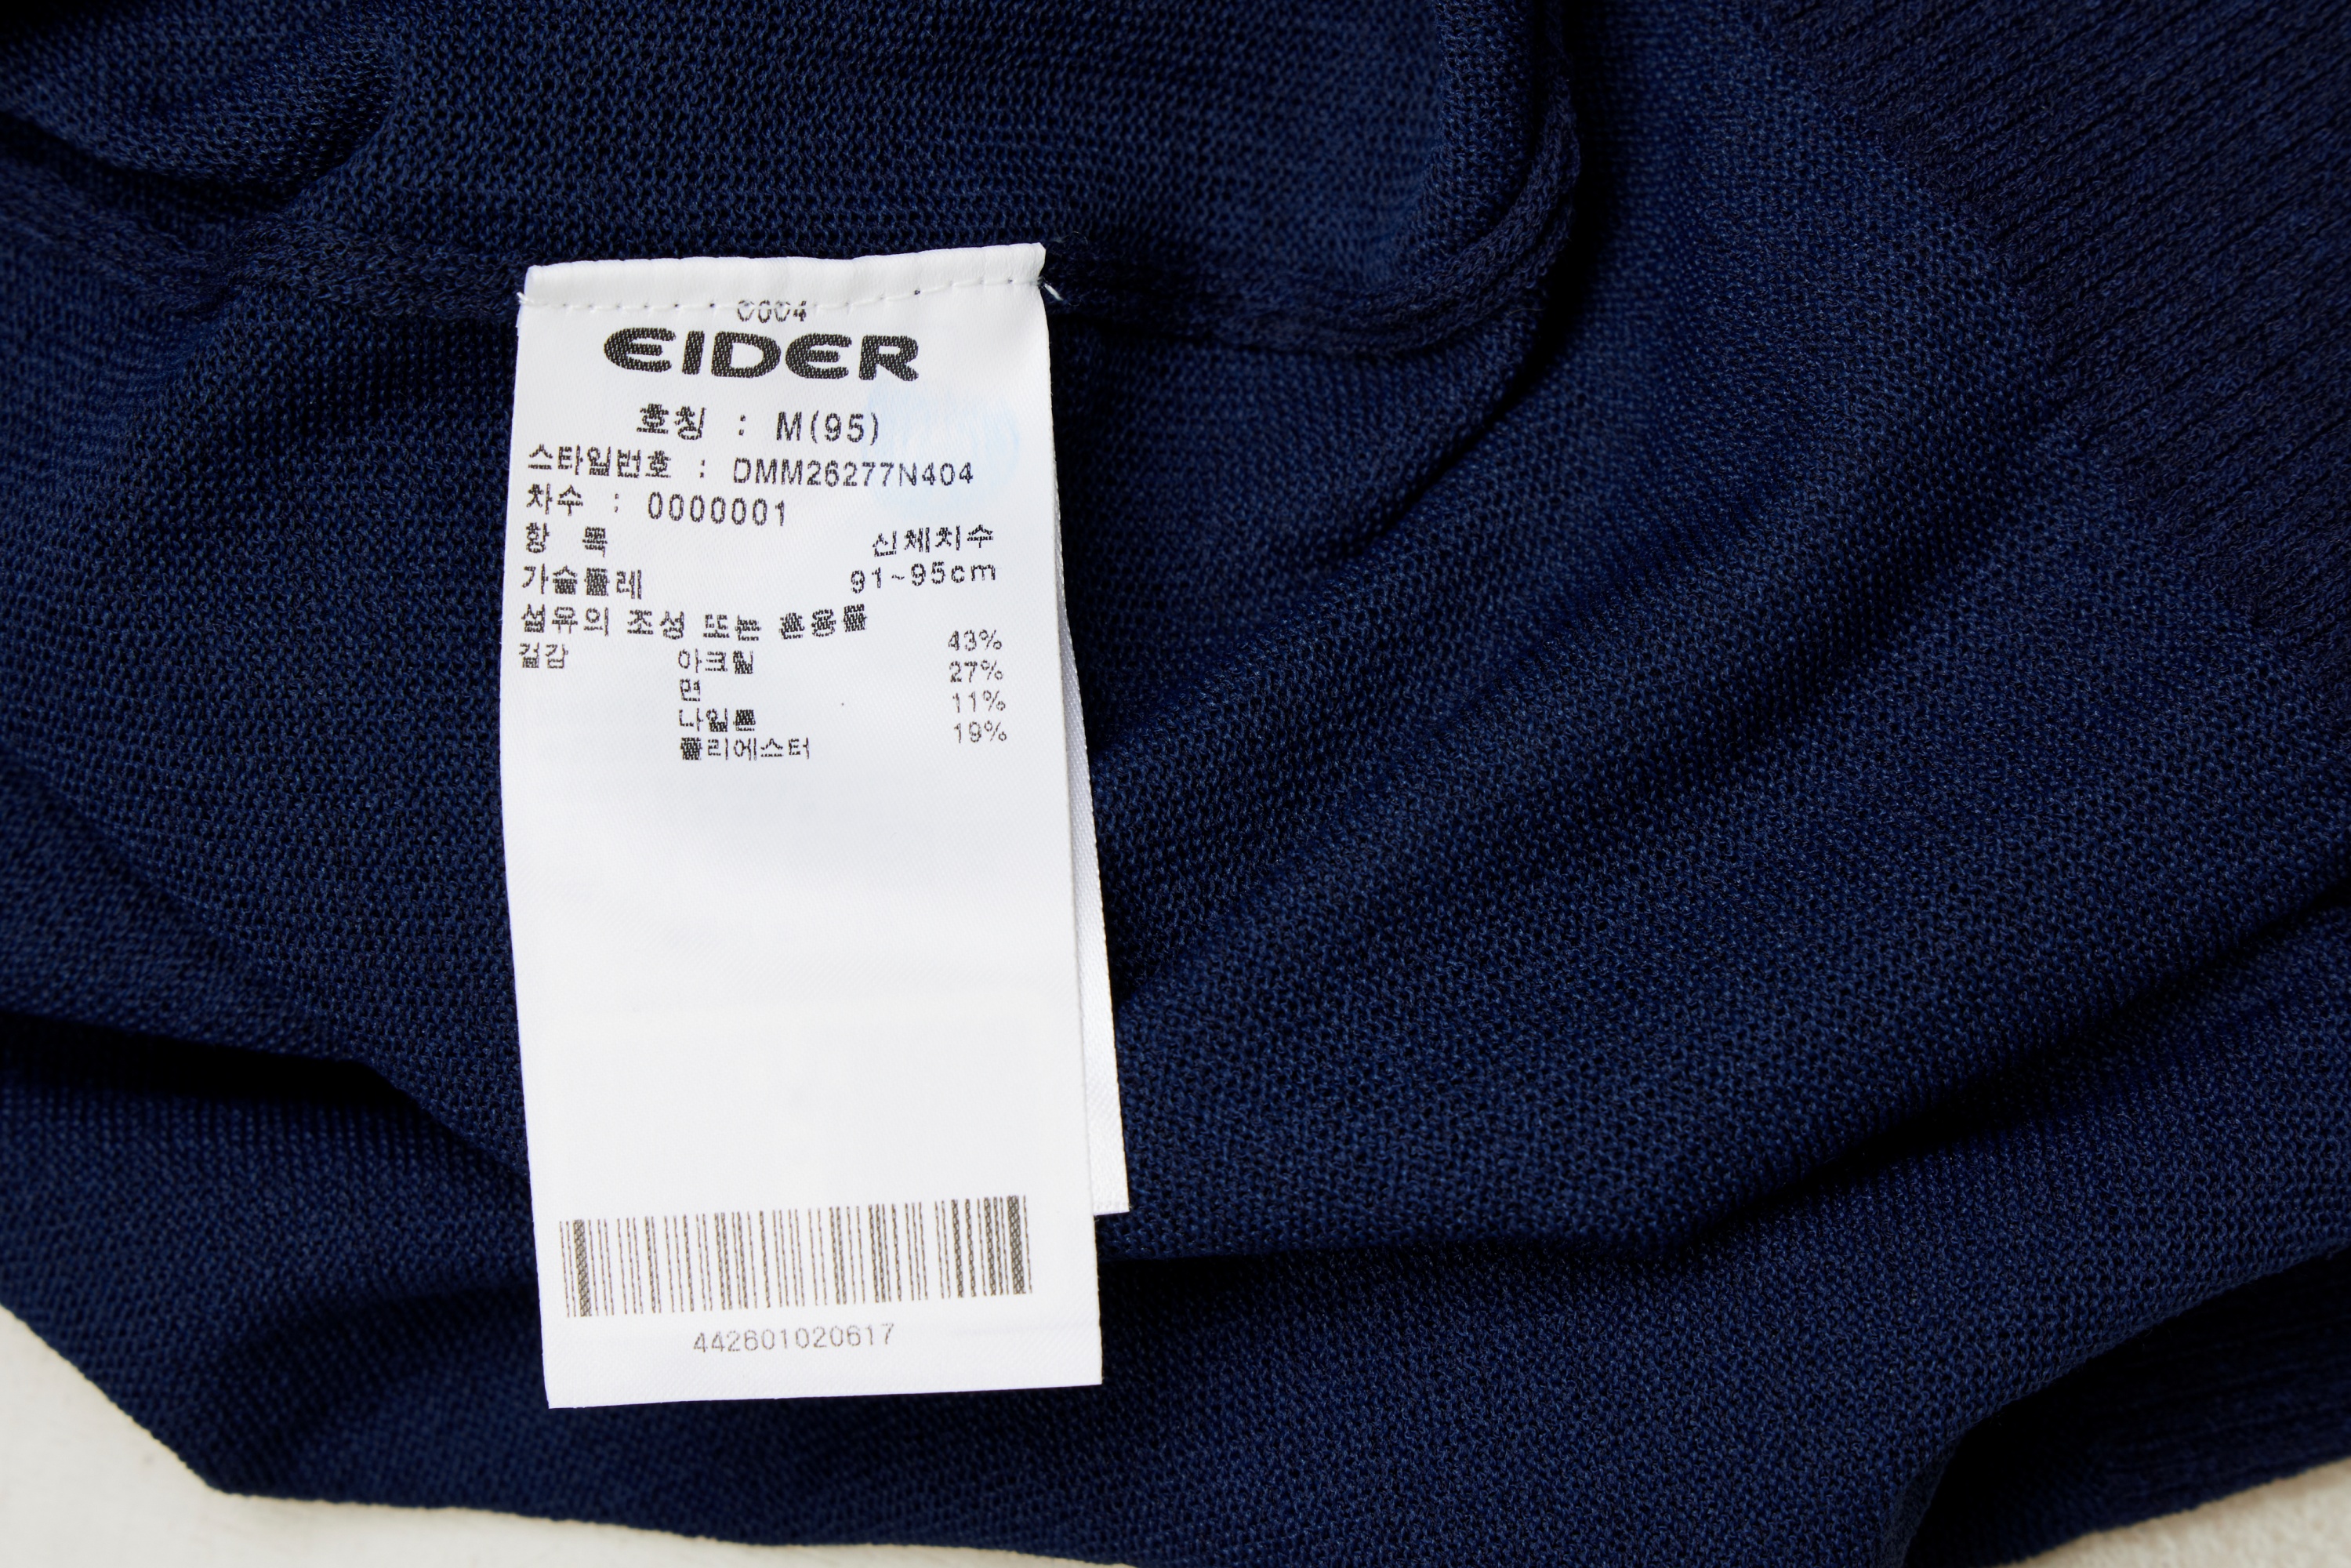 0004
EIDER
호칭 : M(95)
스타일번호 : DMM26277N404
차수 : 0000001
항 목 신체치수
가슴둘레 91~95cm
섬유의 조성 또는 혼용률
겉감 아크릴 43%
면 27%
나일론 11%
폴리에스터 19%
442601020617